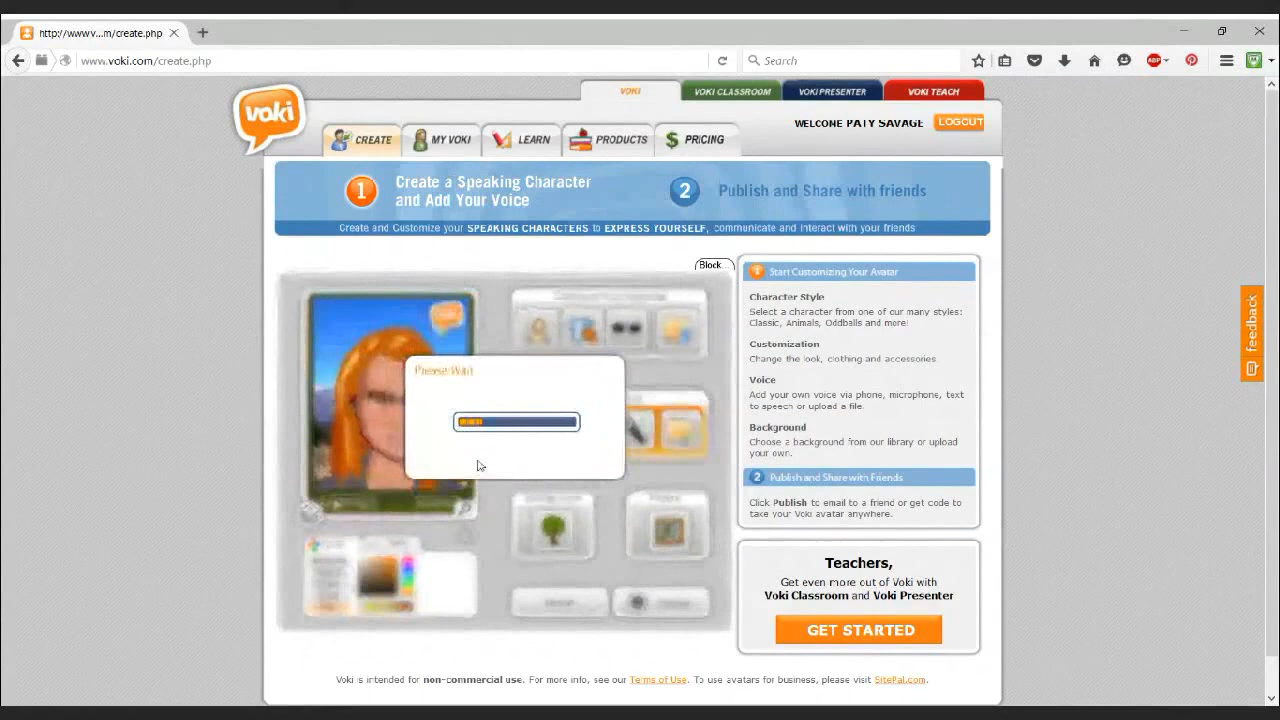 http://www.v...m/create.php
www.voki.com/create.php
Search
ABP
voki
VOKI
VOKI CLASSROOM
VOKI PRESENTER
VOKI TEACH
WELCOME PATY SAVAGE
LOGOUT
CREATE
MY VOKI
LEARN
PRODUCTS
PRICING
1
Create a Speaking Character
and Add Your Voice
2
Publish and Share with friends
Create and Customize your SPEAKING CHARACTERS to EXPRESS YOURSELF, communicate and interact with your friends
Block...
Please Wait
1 Start Customizing Your Avatar
Character Style
Select a character from one of our many styles:
Classic, Animals, Oddballs and more!
Customization
Change the look, clothing and accessories.
Voice
Add your own voice via phone, microphone, text
to speech or upload a file.
Background
Choose a background from our library or upload
your own.
2 Publish and Share with Friends
Click Publish to email to a friend or get code to
take your Voki avatar anywhere.
Teachers,
Get even more out of Voki with
Voki Classroom and Voki Presenter
GET STARTED
feedback
Voki is intended for non-commercial use. For more info, see our Terms of Use. To use avatars for business, please visit SitePal.com.